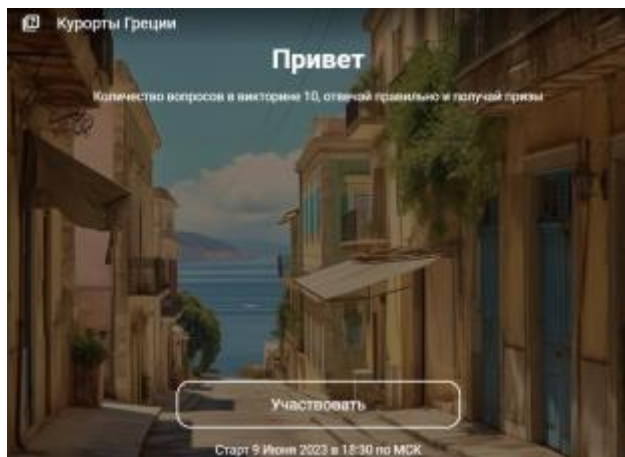 Курорты Греции
Привет
Количество вопросов в викторине 10, отвечай правильно и получай призы
Участвовать
Старт 9 Июня 2023 в 18:30 по МСК